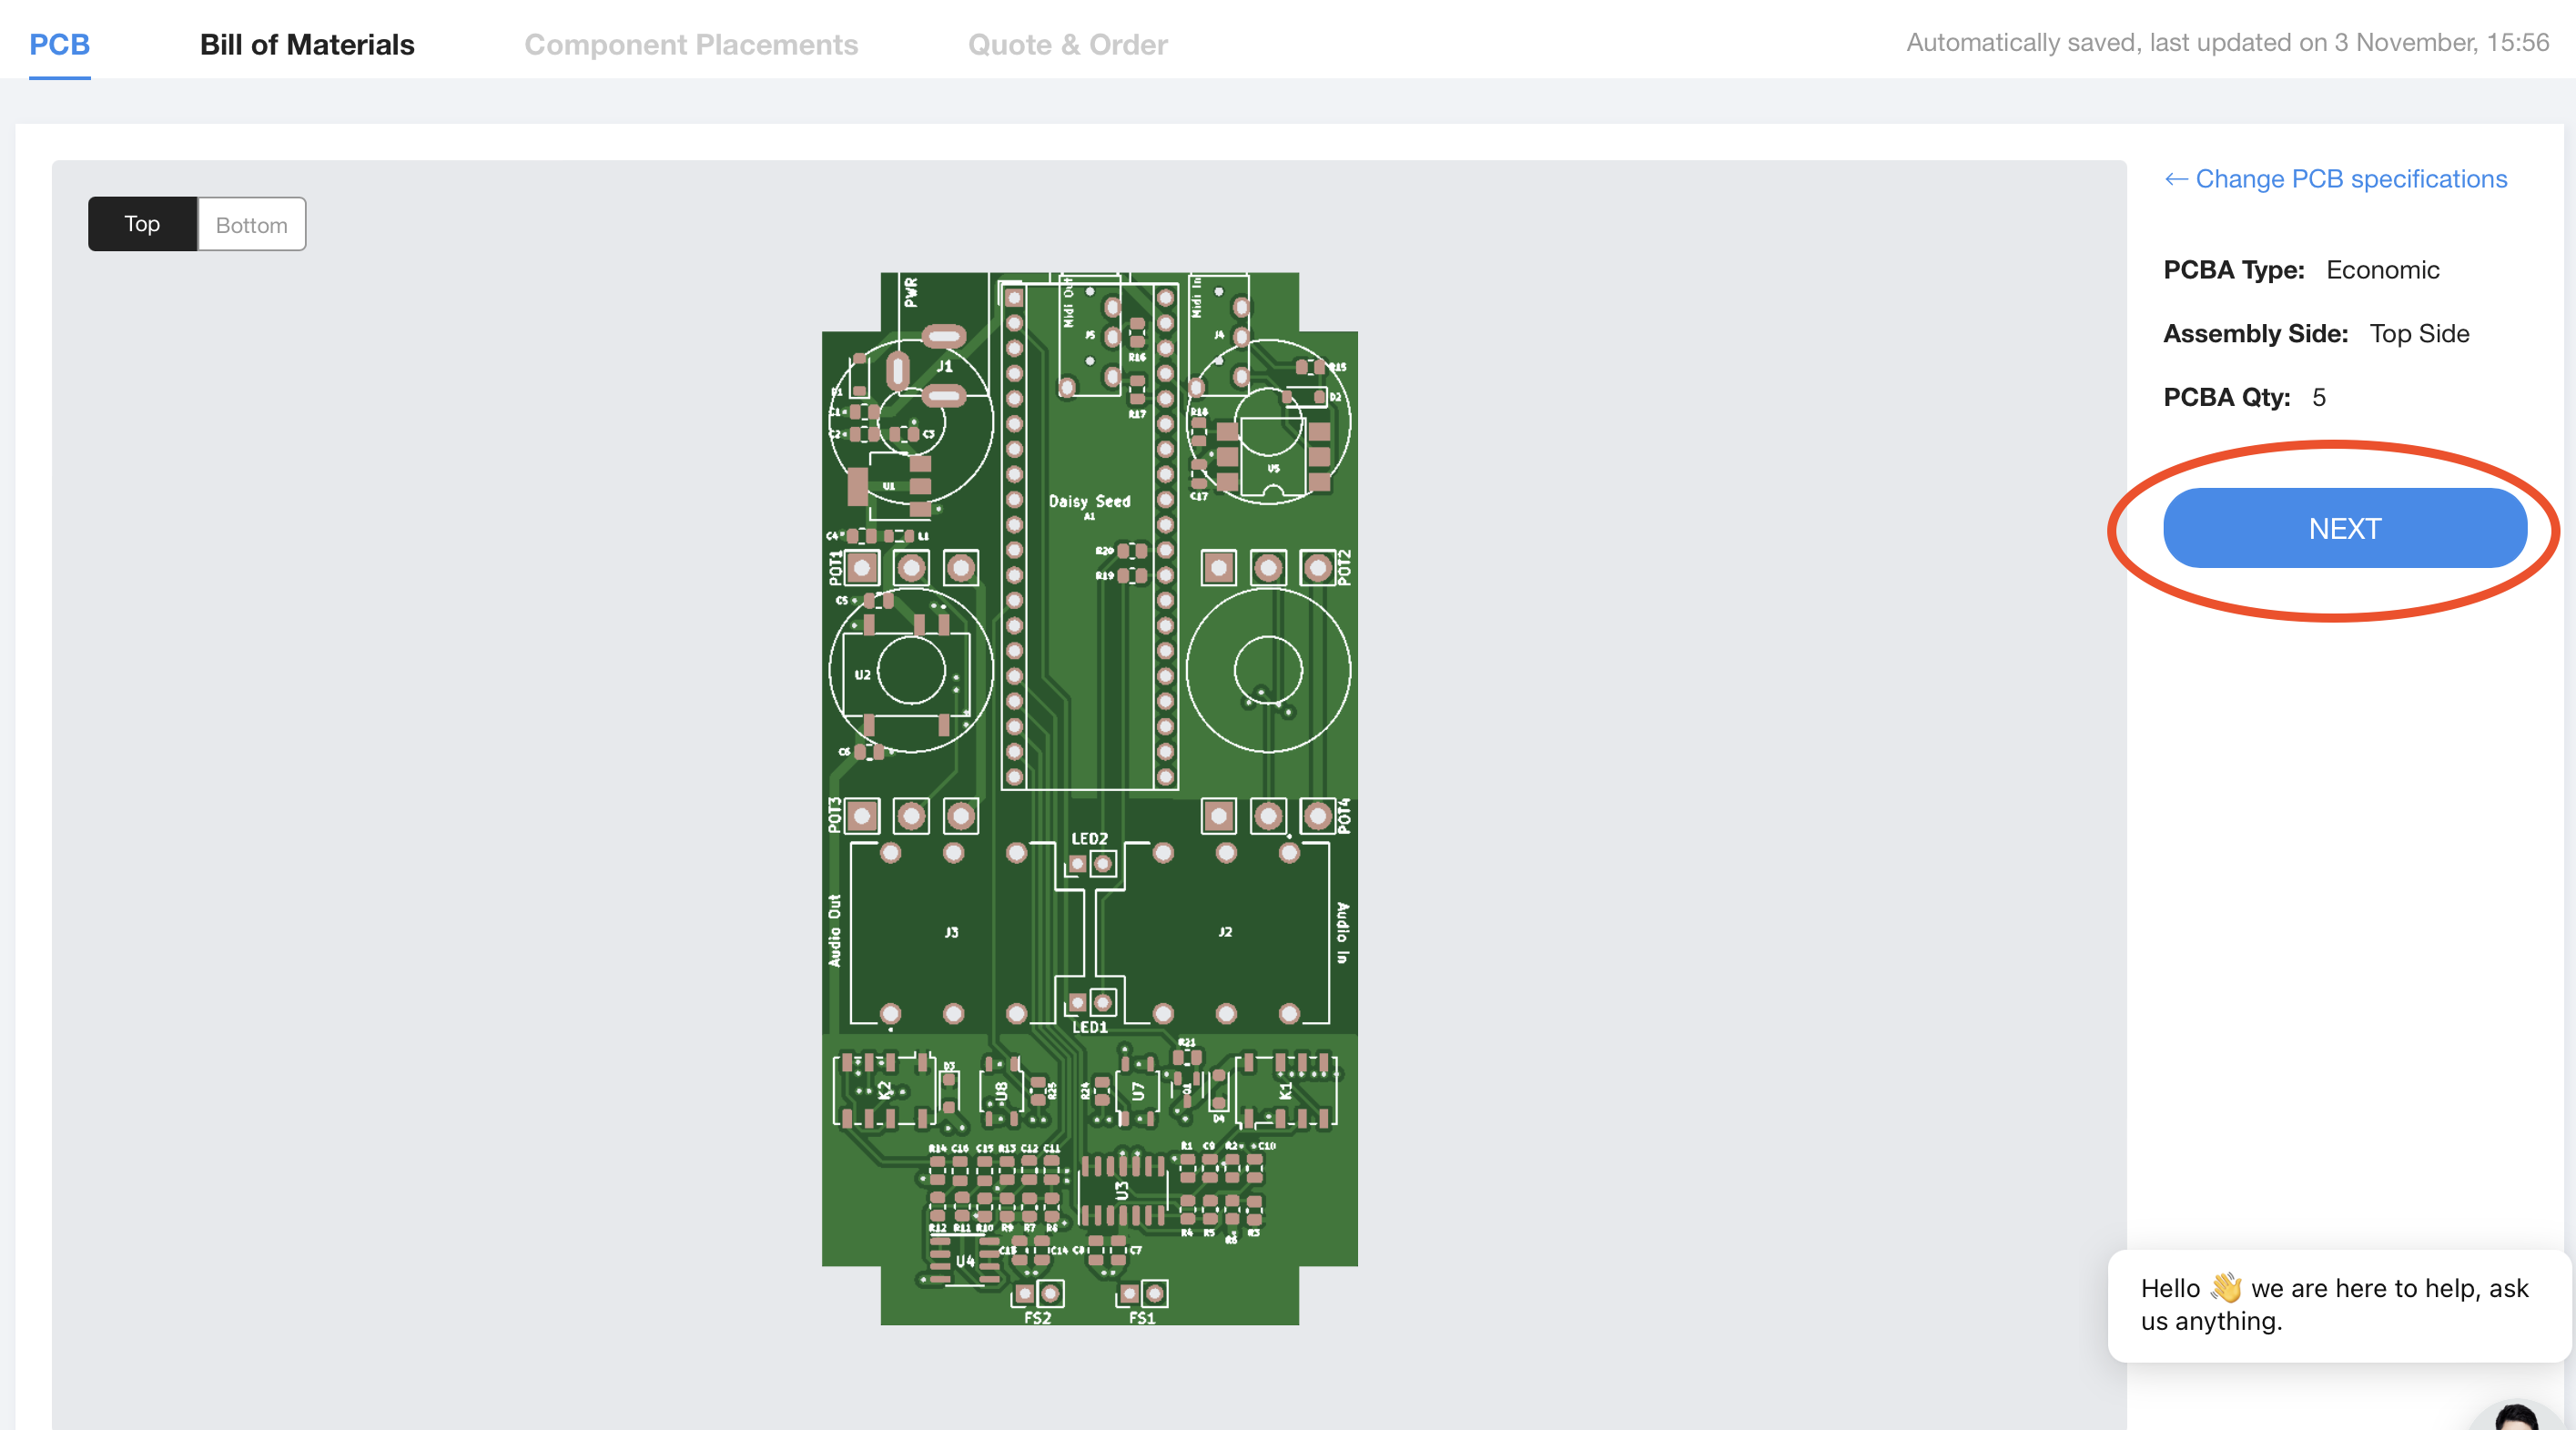 PCB
Bill of Materials
Component Placements
Quote & Order
Automatically saved, last updated on 3 November, 15:56
Top
Bottom
← Change PCB specifications
PCBA Type: Economic
Assembly Side: Top Side
PCBA Qty: 5
NEXT
PWR
Midi Out
Midi In
J5
J4
J1
R16
R15
D1
D2
R17
R18
C1
C2
C3
U5
U1
C17
Daisy Seed
A1
C4
L1
R20
R19
POT1
POT2
C5
U2
C6
POT3
POT4
LED2
Audio Out
J3
J2
Audio In
LED1
R21
D3
K2
U8
R25
R24
U7
Q1
D4
K1
R14 C16 C15 R13 C12 C11
R1 C9 R2 C10
U3
R12 R11 R10 R9 R7
R4 R5 R3
U4
C14 C8 C7
FS2
FS1
Hello 👋 we are here to help, ask
us anything.